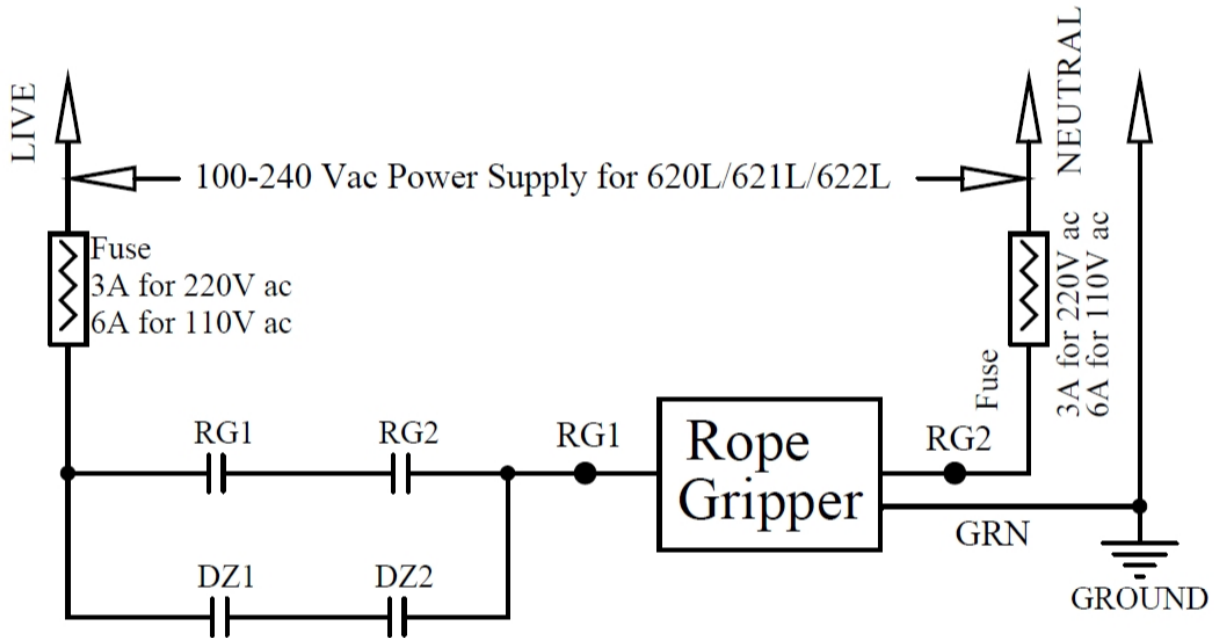 LIVE
NEUTRAL
100-240 Vac Power Supply for 620L/621L/622L
Fuse
3A for 220V ac
6A for 110V ac
Fuse
3A for 220V ac
6A for 110V ac
RG1
RG2
RG1
Rope
Gripper
RG2
GRN
DZ1
DZ2
GROUND